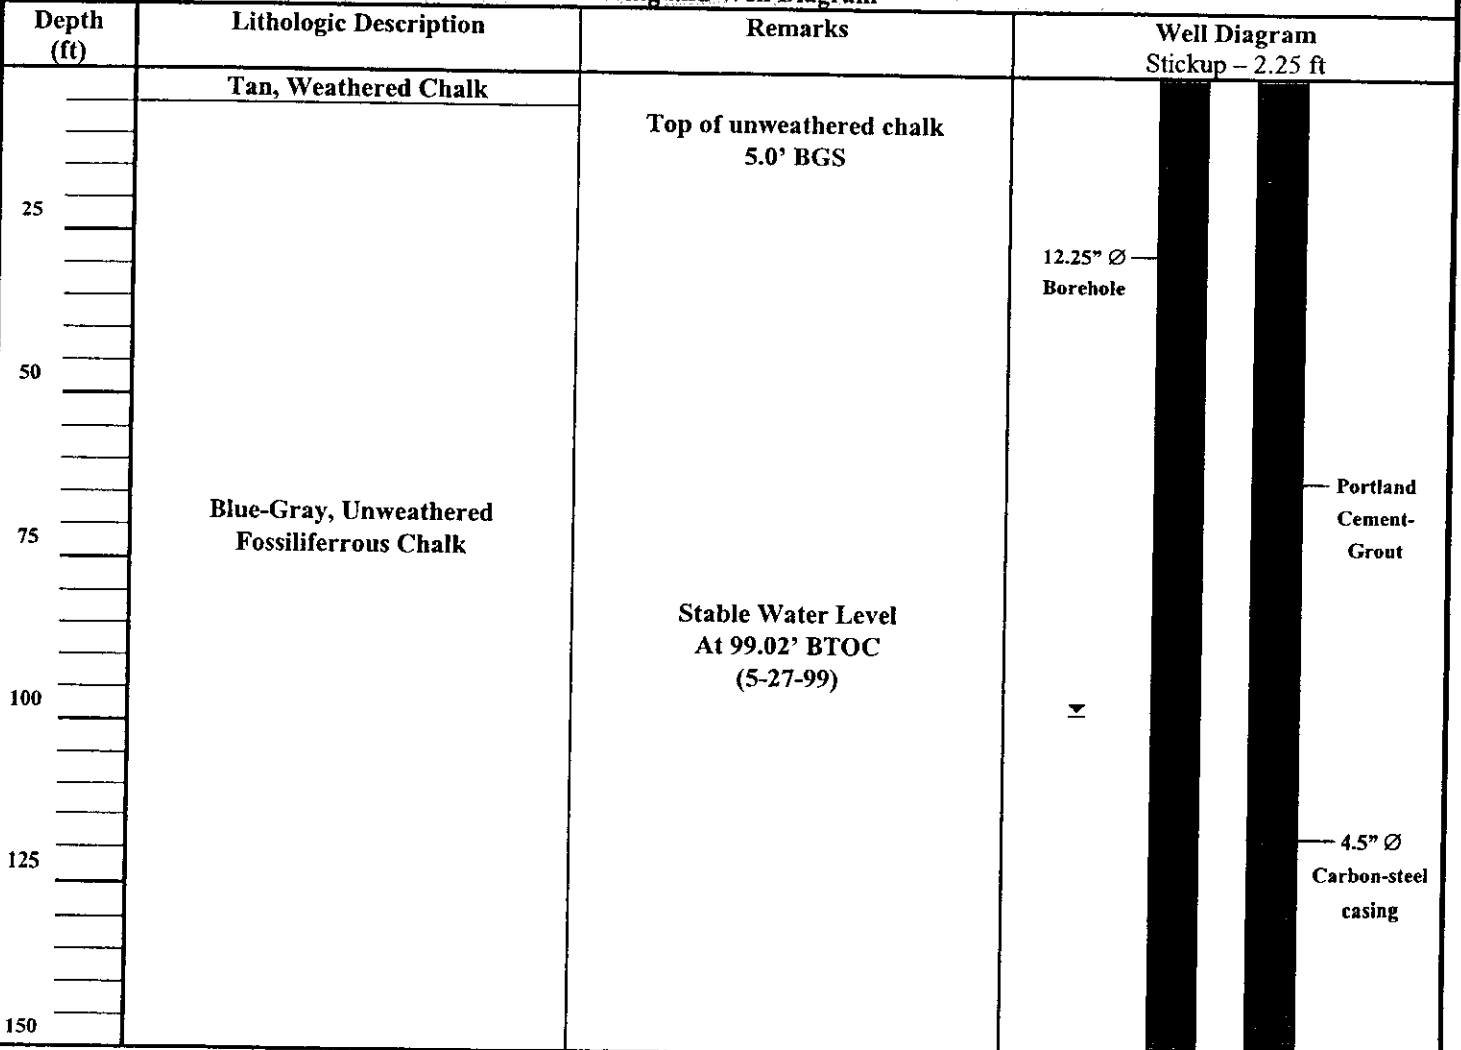 Depth
(ft)
Lithologic Description
Remarks
Well Diagram
Stickup – 2.25 ft
Tan, Weathered Chalk
Top of unweathered chalk
5.0’ BGS
25
12.25” Ø
Borehole
50
Blue-Gray, Unweathered
Fossiliferrous Chalk
75
Portland
Cement-
Grout
Stable Water Level
At 99.02’ BTOC
(5-27-99)
100
125
4.5” Ø
Carbon-steel
casing
150